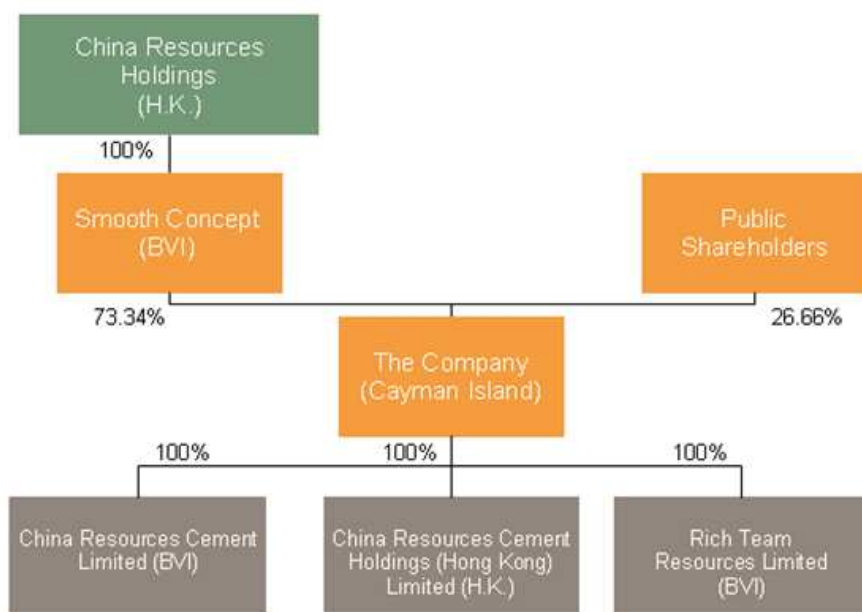 China Resources
Holdings
(H.K.)
100%
Smooth Concept
(BVI)
Public
Shareholders
73.34%
26.66%
The Company
(Cayman Island)
100%
100%
100%
China Resources Cement
Limited (BVI)
China Resources Cement
Holdings (Hong Kong)
Limited (H.K.)
Rich Team
Resources Limited
(BVI)